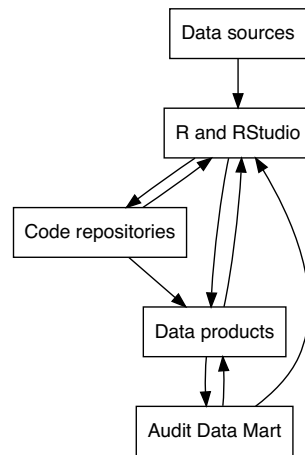 Data sources
R and RStudio
Code repositories
Data products
Audit Data Mart